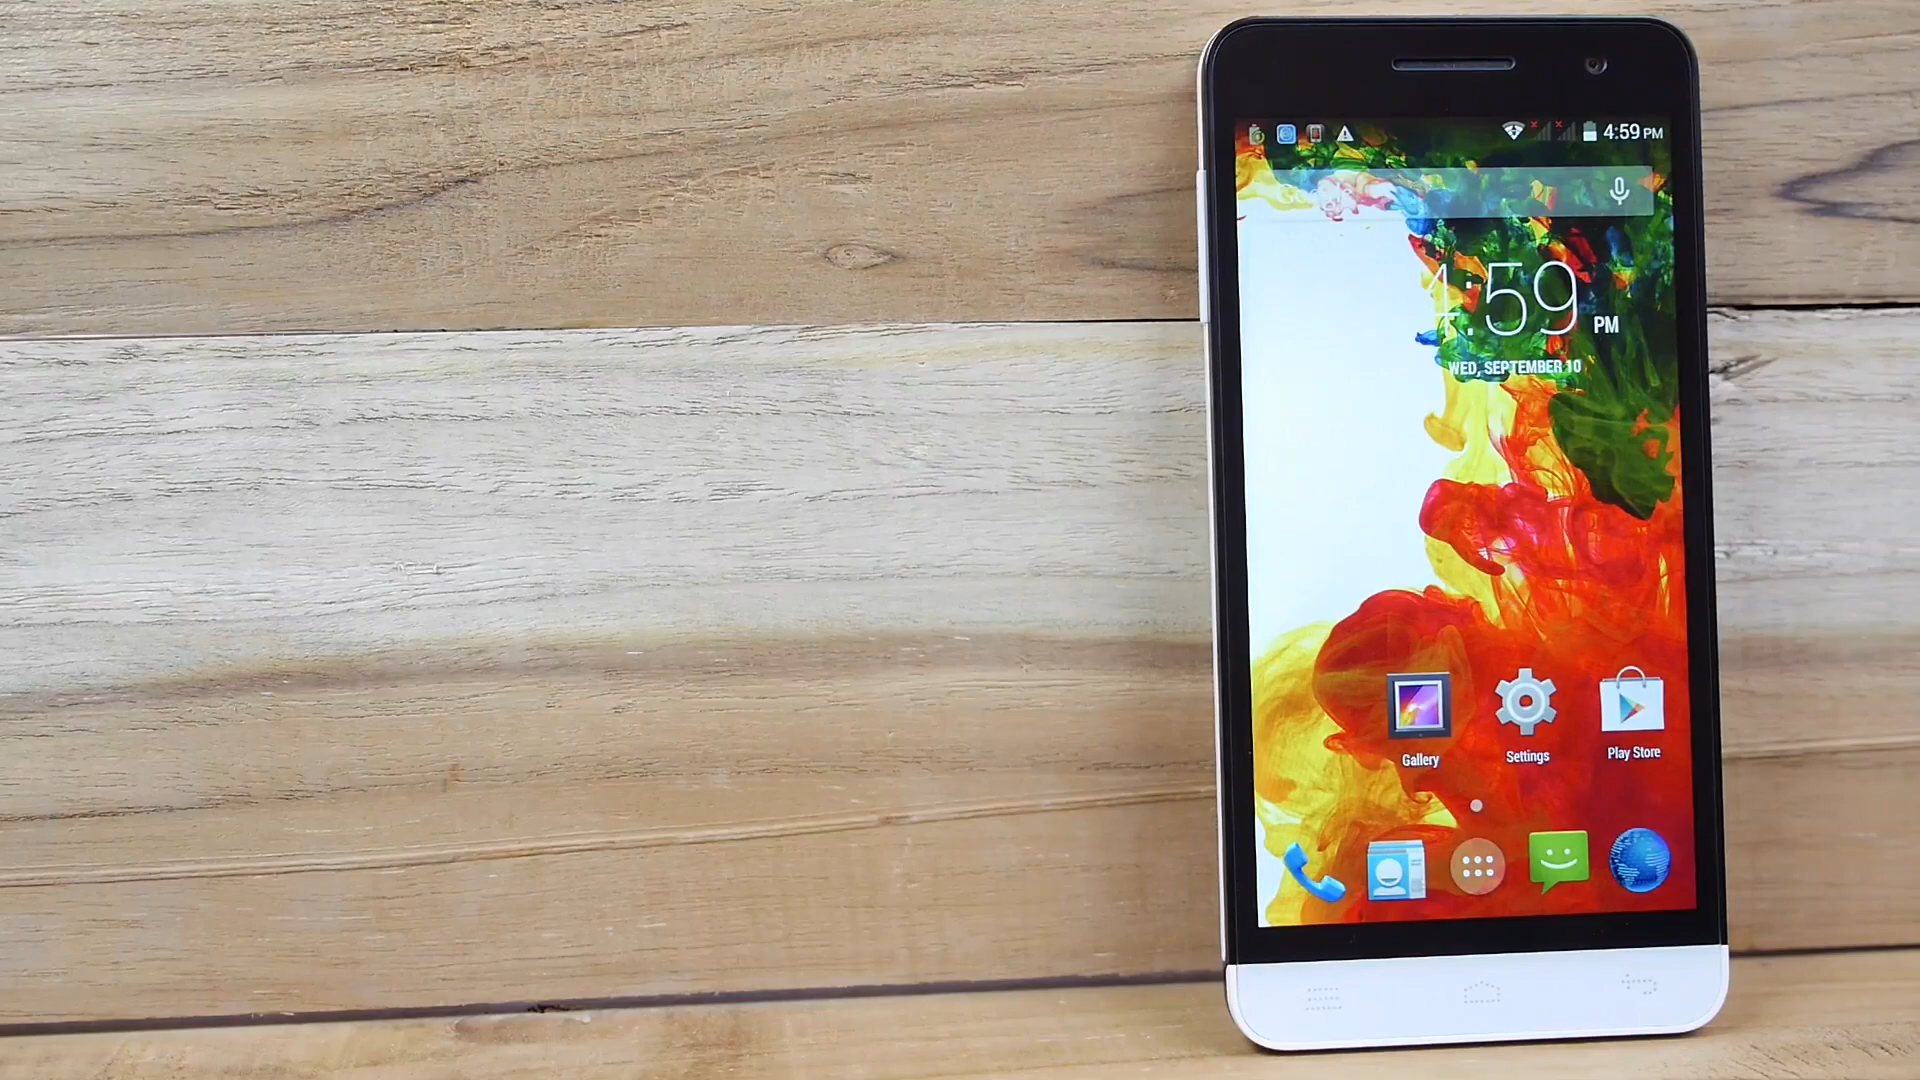 4:59 PM
4:59 PM
WED, SEPTEMBER 10
Gallery
Settings
Play Store